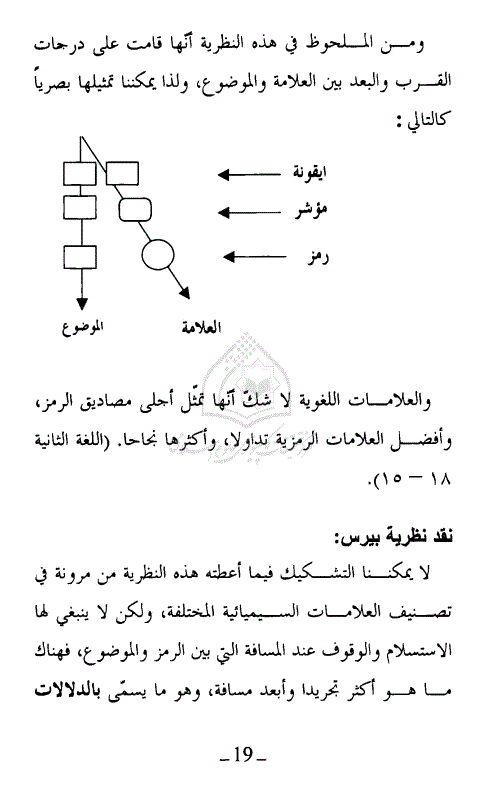 ومن الملحوظ في هذه النظرية أنّها قامت على درجات
القرب والبعد بين العلامة والموضوع، ولذا يمكننا تمثيلها بصرياً
كالتالي :
ايقونة
مؤشر
رمز
العلامة
الموضوع
والعلامات اللغوية لا شكّ أنّها تمثّل أجلى مصاديق الرمز،
وأفضل العلامات الرمزية تداولا، وأكثرها نجاحا. (اللغة الثانية
١٨ – ١٥).
نقد نظرية بيرس:
لا يمكننا التشكيك فيما أعطته هذه النظرية من مرونة في
تصنيف العلامات السيميائية المختلفة، ولكن لا ينبغي لها
الاستسلام والوقوف عند المسافة التي بين الرمز والموضوع، فهناك
ما هو أكثر تجريدا وأبعد مسافة، وهو ما يسمّى بالدلالات
_19_